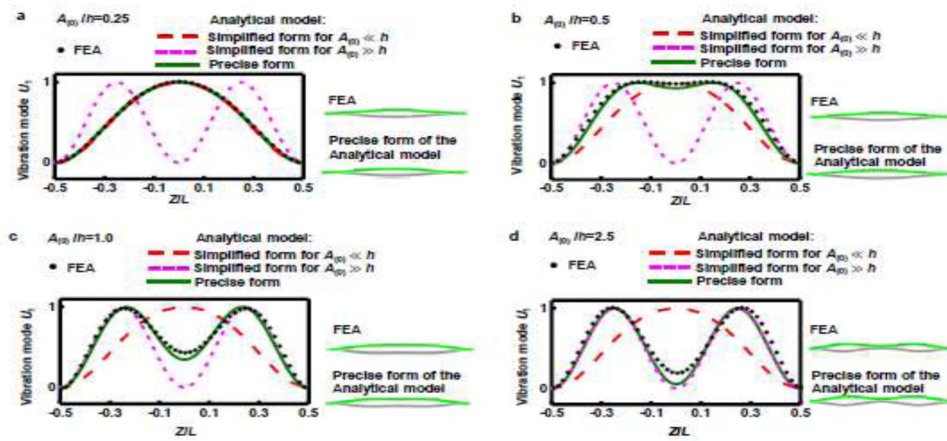 a
A(0) /h=0.25
Analytical model:
Simplified form for A(0) ≪ h
FEA
Simplified form for A(0) ≫ h
Precise form
Vibration mode U1
1
0
-0.5 -0.3 -0.1 0.1 0.3 0.5
Z/L
FEA
Precise form of the
Analytical model
b
A(0) /h=0.5
Analytical model:
Simplified form for A(0) ≪ h
FEA
Simplified form for A(0) ≫ h
Precise form
Vibration mode U1
1
0
-0.5 -0.3 -0.1 0.1 0.3 0.5
Z/L
FEA
Precise form of the
Analytical model
c
A(0) /h=1.0
Analytical model:
Simplified form for A(0) ≪ h
FEA
Simplified form for A(0) ≫ h
Precise form
Vibration mode U1
1
0
-0.5 -0.3 -0.1 0.1 0.3 0.5
Z/L
FEA
Precise form of the
Analytical model
d
A(0) /h=2.5
Analytical model:
Simplified form for A(0) ≪ h
FEA
Simplified form for A(0) ≫ h
Precise form
Vibration mode U1
1
0
-0.5 -0.3 -0.1 0.1 0.3 0.5
Z/L
FEA
Precise form of the
Analytical model